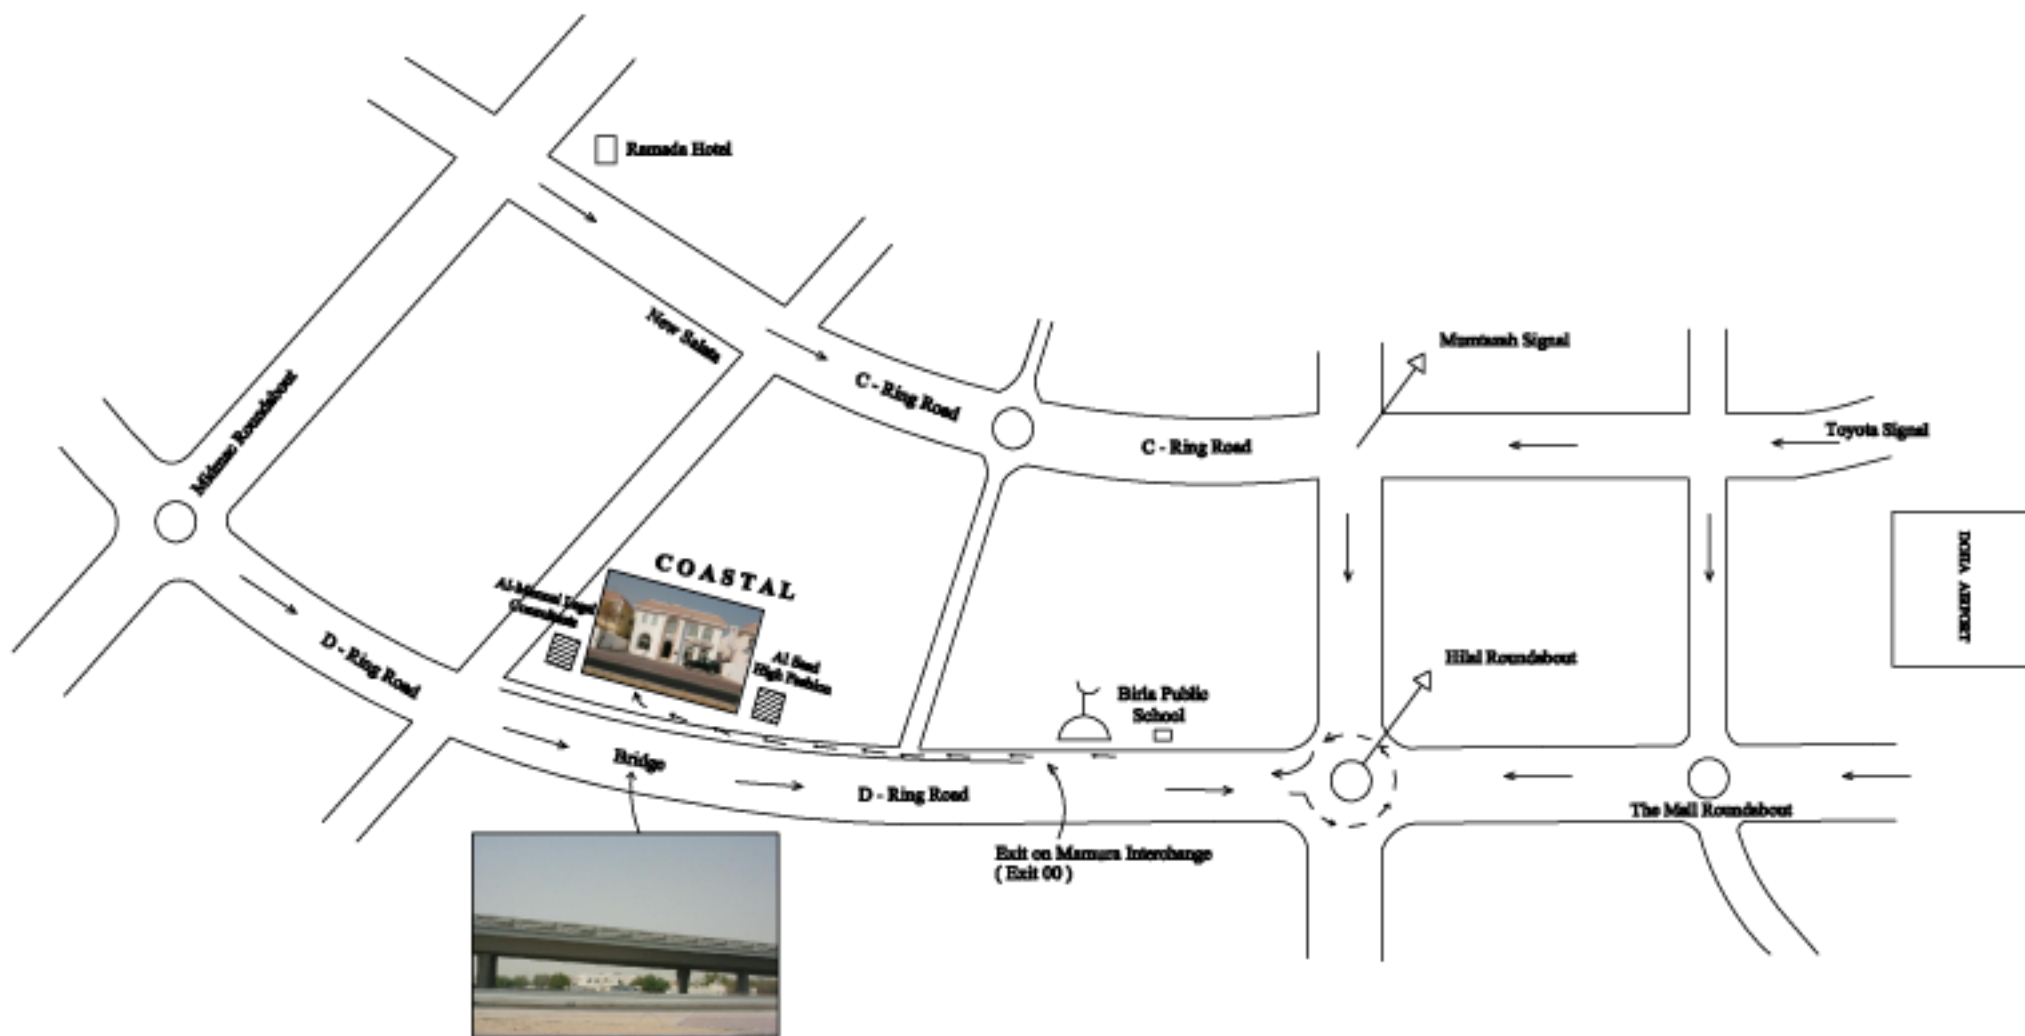 Ramada Hotel
New Salata
Mumtazah Signal
C - Ring Road
C - Ring Road
Toyota Signal
Midmac Roundabout
DOHA AIRPORT
COASTAL
Legal
Al Saad
High Fashion
D - Ring Road
Hilal Roundabout
Birla Public
School
Bridge
D - Ring Road
The Mall Roundabout
Exit on Mamura Interchange
( Exit 00 )